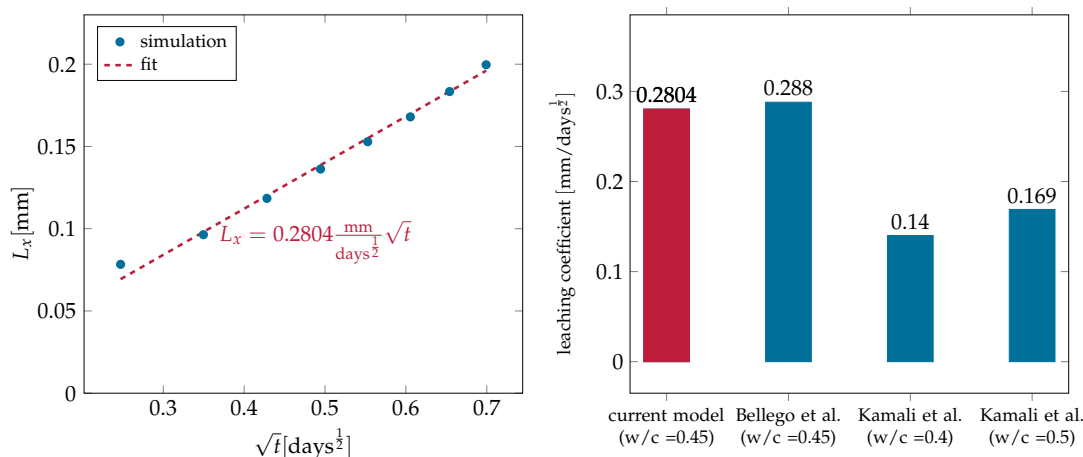 simulation
fit
0.2
0.15
0.1
0.05
0
L_x = 0.2804 mm/days^{1/2} √t
0.3
0.4
0.5
0.6
0.7
√t[days^{1/2}]
L_x[mm]
leaching coefficient [mm/days^{1/2}]
0.3
0.2
0.1
0
0.2804
0.288
0.14
0.169
current model
(w/c =0.45)
Bellego et al.
(w/c =0.45)
Kamali et al.
(w/c =0.4)
Kamali et al.
(w/c =0.5)